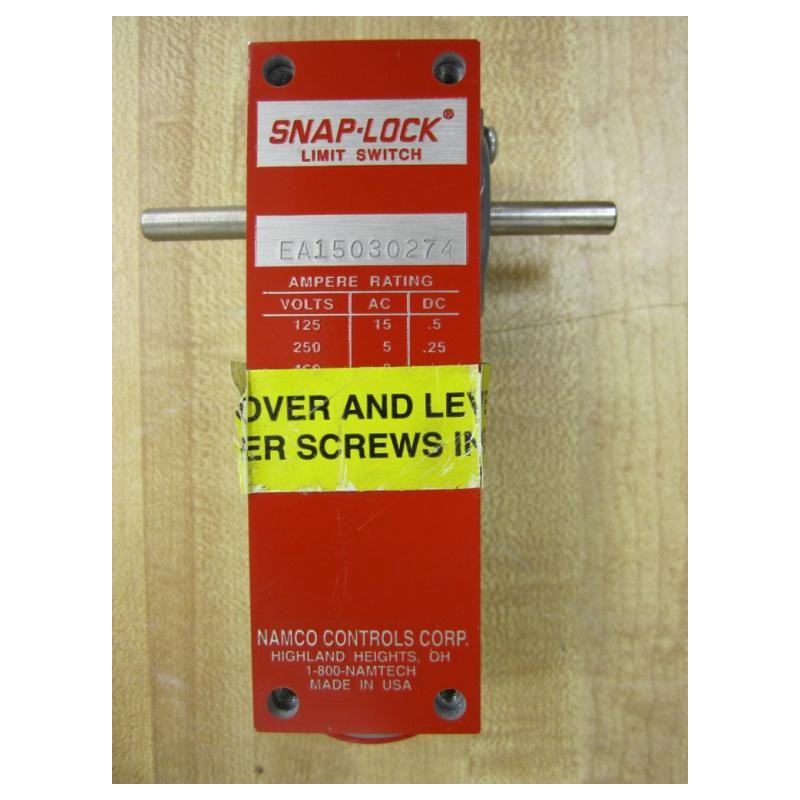 SNAP-LOCK®
LIMIT SWITCH
EA15030274
AMPERE RATING
VOLTS AC DC
125 15 .5
250 5 .25
OVER AND LEV
ER SCREWS IN
NAMCO CONTROLS CORP.
HIGHLAND HEIGHTS, OH
1-800-NAMTECH
MADE IN USA